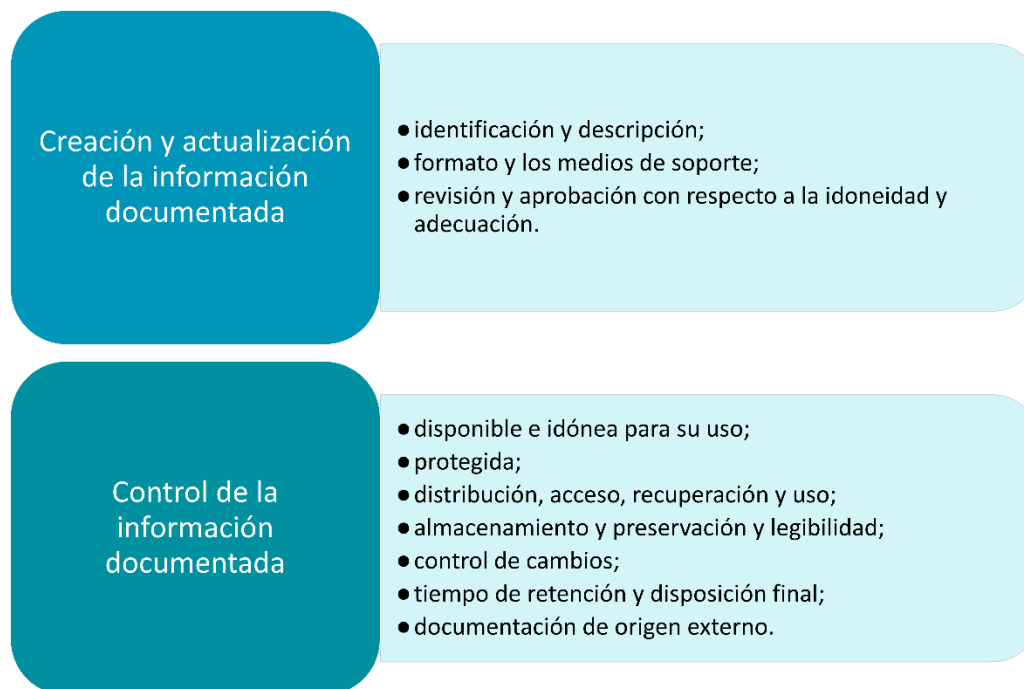 Creación y actualización
de la información
documentada
● identificación y descripción;
● formato y los medios de soporte;
● revisión y aprobación con respecto a la idoneidad y
adecuación.
Control de la
información
documentada
● disponible e idónea para su uso;
● protegida;
● distribución, acceso, recuperación y uso;
● almacenamiento y preservación y legibilidad;
● control de cambios;
● tiempo de retención y disposición final;
● documentación de origen externo.